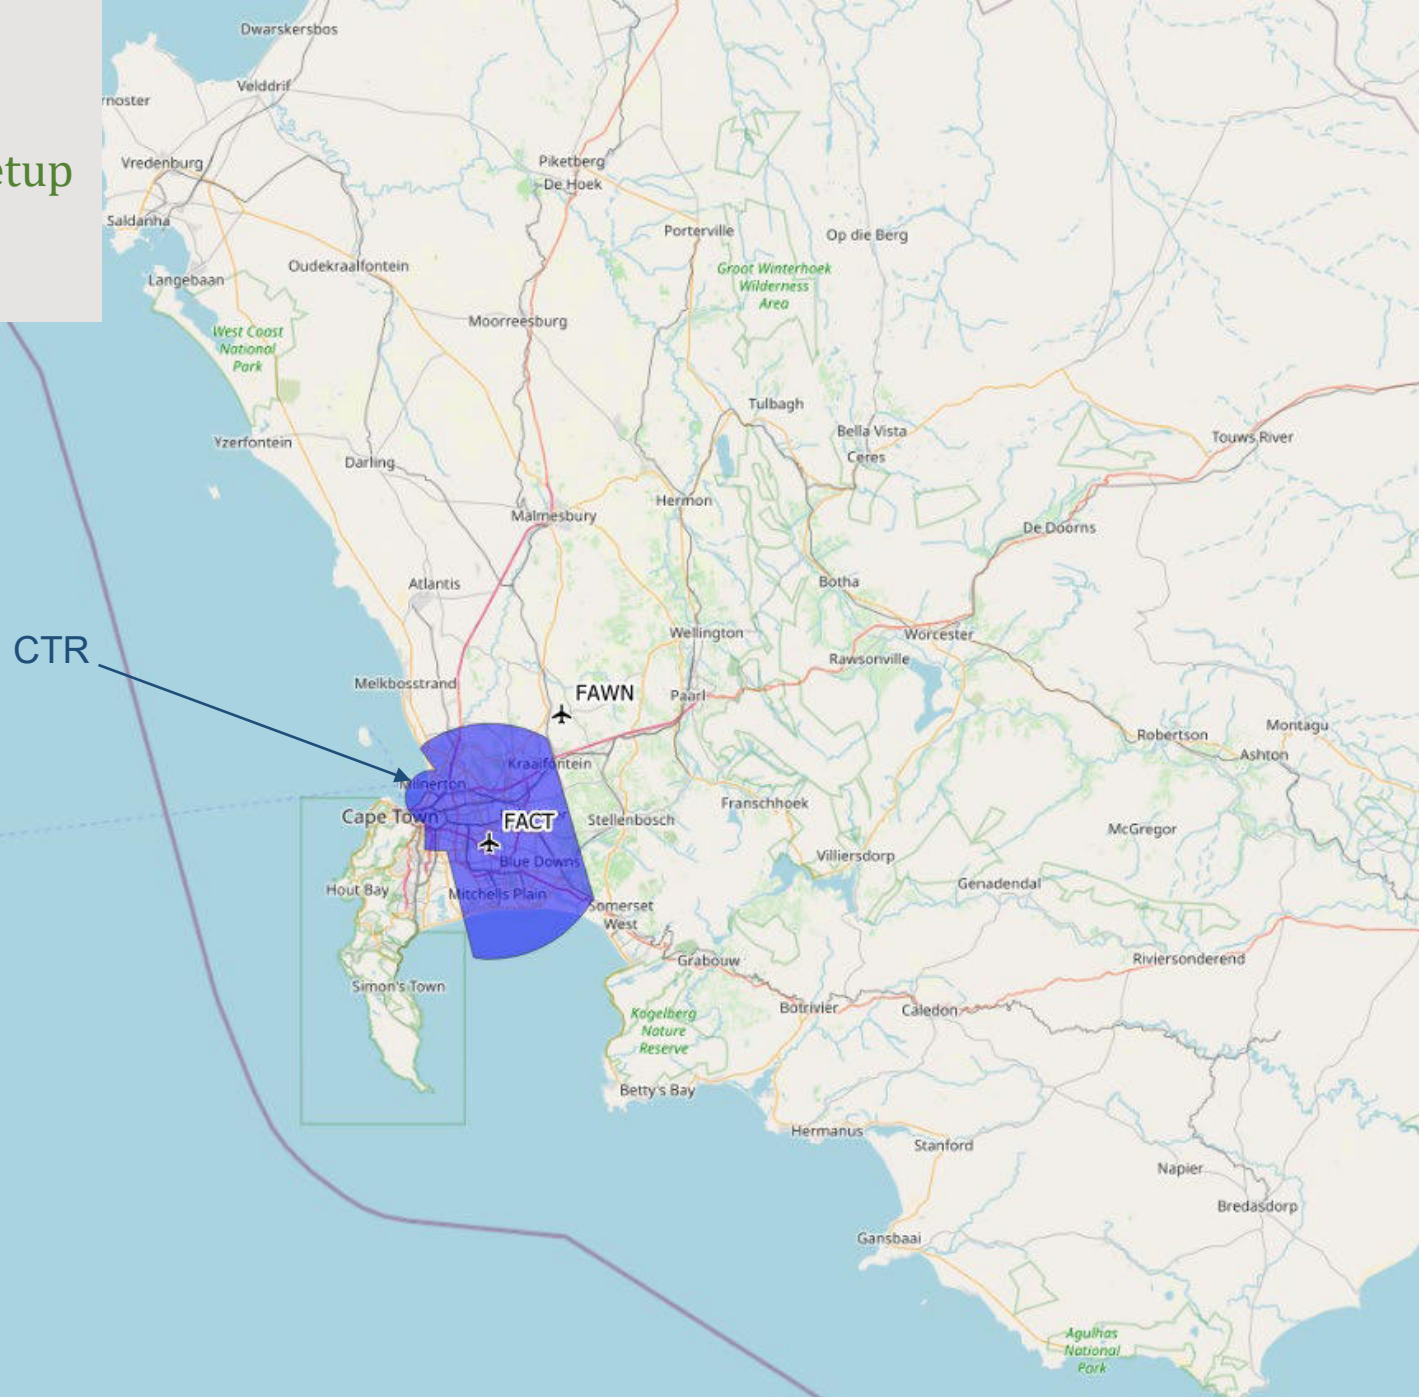 Dwarskersbos
Velddrif
rnoster
etup
Vredenburg
Piketberg
De Hoek
Saldanha
Porterville
Op die Berg
Oudekraalfontein
Langebaan
Groot Winterhoek
Wilderness
Area
Moorreesburg
West Coast
National
Park
Tulbagh
Bella Vista
Ceres
Touws River
Yzerfontein
Darling
Hermon
Malmesbury
De Doorns
Atlantis
Botha
Wellington
Worcester
CTR
Rawsonville
Melkbosstrand
FAWN
Paarl
Montagu
Robertson
Ashton
Kraaifontein
Milnerton
Franschhoek
Cape Town
FACT
Stellenbosch
McGregor
Villiersdorp
Blue Downs
Genadendal
Hout Bay
Mitchells Plain
Somerset
West
Grabouw
Riviersonderend
Simon's Town
Botrivier
Caledon
Kogelberg
Nature
Reserve
Betty's Bay
Hermanus
Stanford
Napier
Bredasdorp
Gansbaai
Agulhas
National
Park